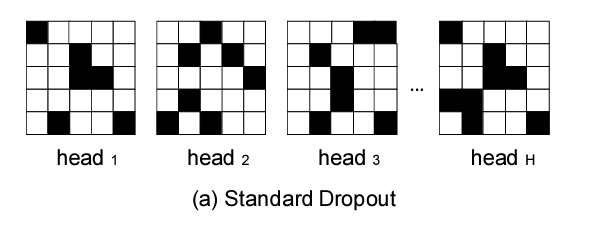 ...
head 1 head 2 head 3 head H
(a) Standard Dropout